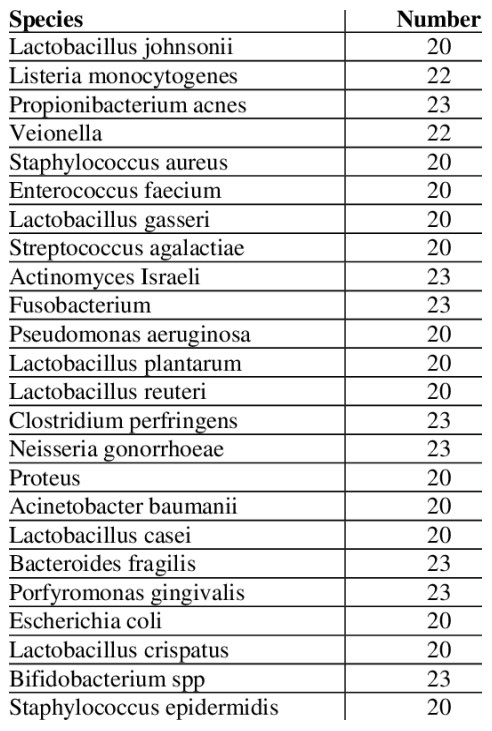 Species Number
Lactobacillus johnsonii 20
Listeria monocytogenes 22
Propionibacterium acnes 23
Veionella 22
Staphylococcus aureus 20
Enterococcus faecium 20
Lactobacillus gasseri 20
Streptococcus agalactiae 20
Actinomyces Israeli 23
Fusobacterium 23
Pseudomonas aeruginosa 20
Lactobacillus plantarum 20
Lactobacillus reuteri 20
Clostridium perfringens 23
Neisseria gonorrhoeae 23
Proteus 20
Acinetobacter baumanii 20
Lactobacillus casei 20
Bacteroides fragilis 23
Porfyromonas gingivalis 23
Escherichia coli 20
Lactobacillus crispatus 20
Bifidobacterium spp 23
Staphylococcus epidermidis 20